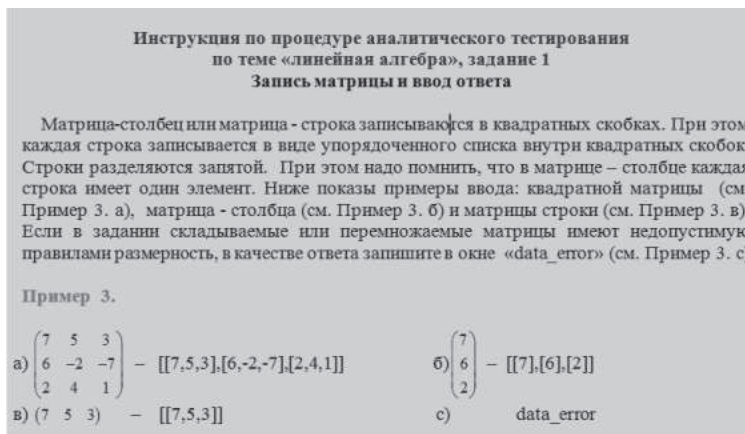 Инструкция по процедуре аналитического тестирования
по теме «линейная алгебра», задание 1
Запись матрицы и ввод ответа
Матрица-столбец или матрица - строка записываются в квадратных скобках. При этом
каждая строка записывается в виде упорядоченного списка внутри квадратных скобок
Строки разделяются запятой. При этом надо помнить, что в матрице – столбце каждая
строка имеет один элемент. Ниже показы примеры ввода: квадратной матрицы (см
Пример 3. а), матрица - столбца (см. Пример 3. б) и матрицы строки (см. Пример 3. в)
Если в задании складываемые или перемножаемые матрицы имеют недопустимую
правилами размерность, в качестве ответа запишите в окне «data_error» (см. Пример 3. с
Пример 3.
7 5 3 7
а) 6 −2 −7 – [[7,5,3],[6,-2,-7],[2,4,1]] б) 6 – [[7],[6],[2]]
2 4 1 2
в) (7 5 3) – [[7,5,3]] с) data_error